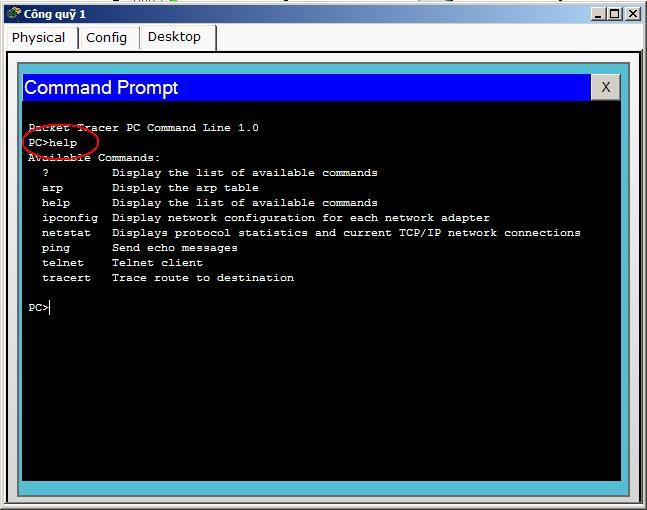 Công quỹ 1
Physical Config Desktop
Command Prompt X
Packet Tracer PC Command Line 1.0
PC>help
Available Commands:
? Display the list of available commands
arp Display the arp table
help Display the list of available commands
ipconfig Display network configuration for each network adapter
netstat Displays protocol statistics and current TCP/IP network connections
ping Send echo messages
telnet Telnet client
tracert Trace route to destination
PC>